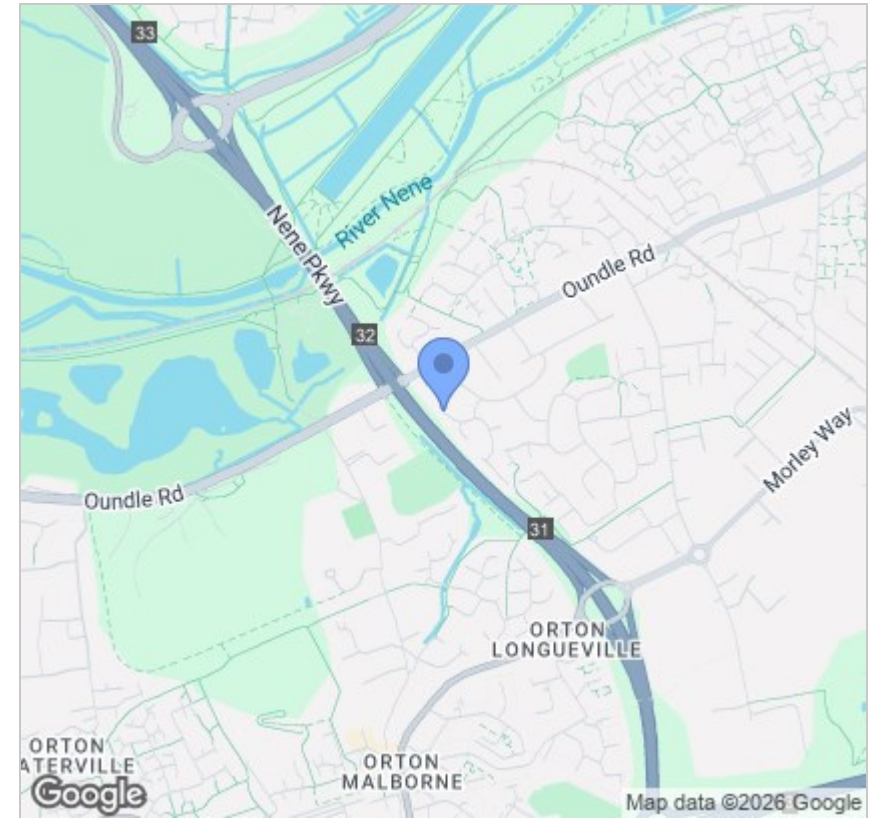 33
River Nene
Nene Pkwy
Oundle Rd
32
Morley Way
Oundle Rd
31
ORTON
LONGUEVILLE
ORTON
ATERVILLE
ORTON
MALBORNE
Google
Map data ©2026 Google